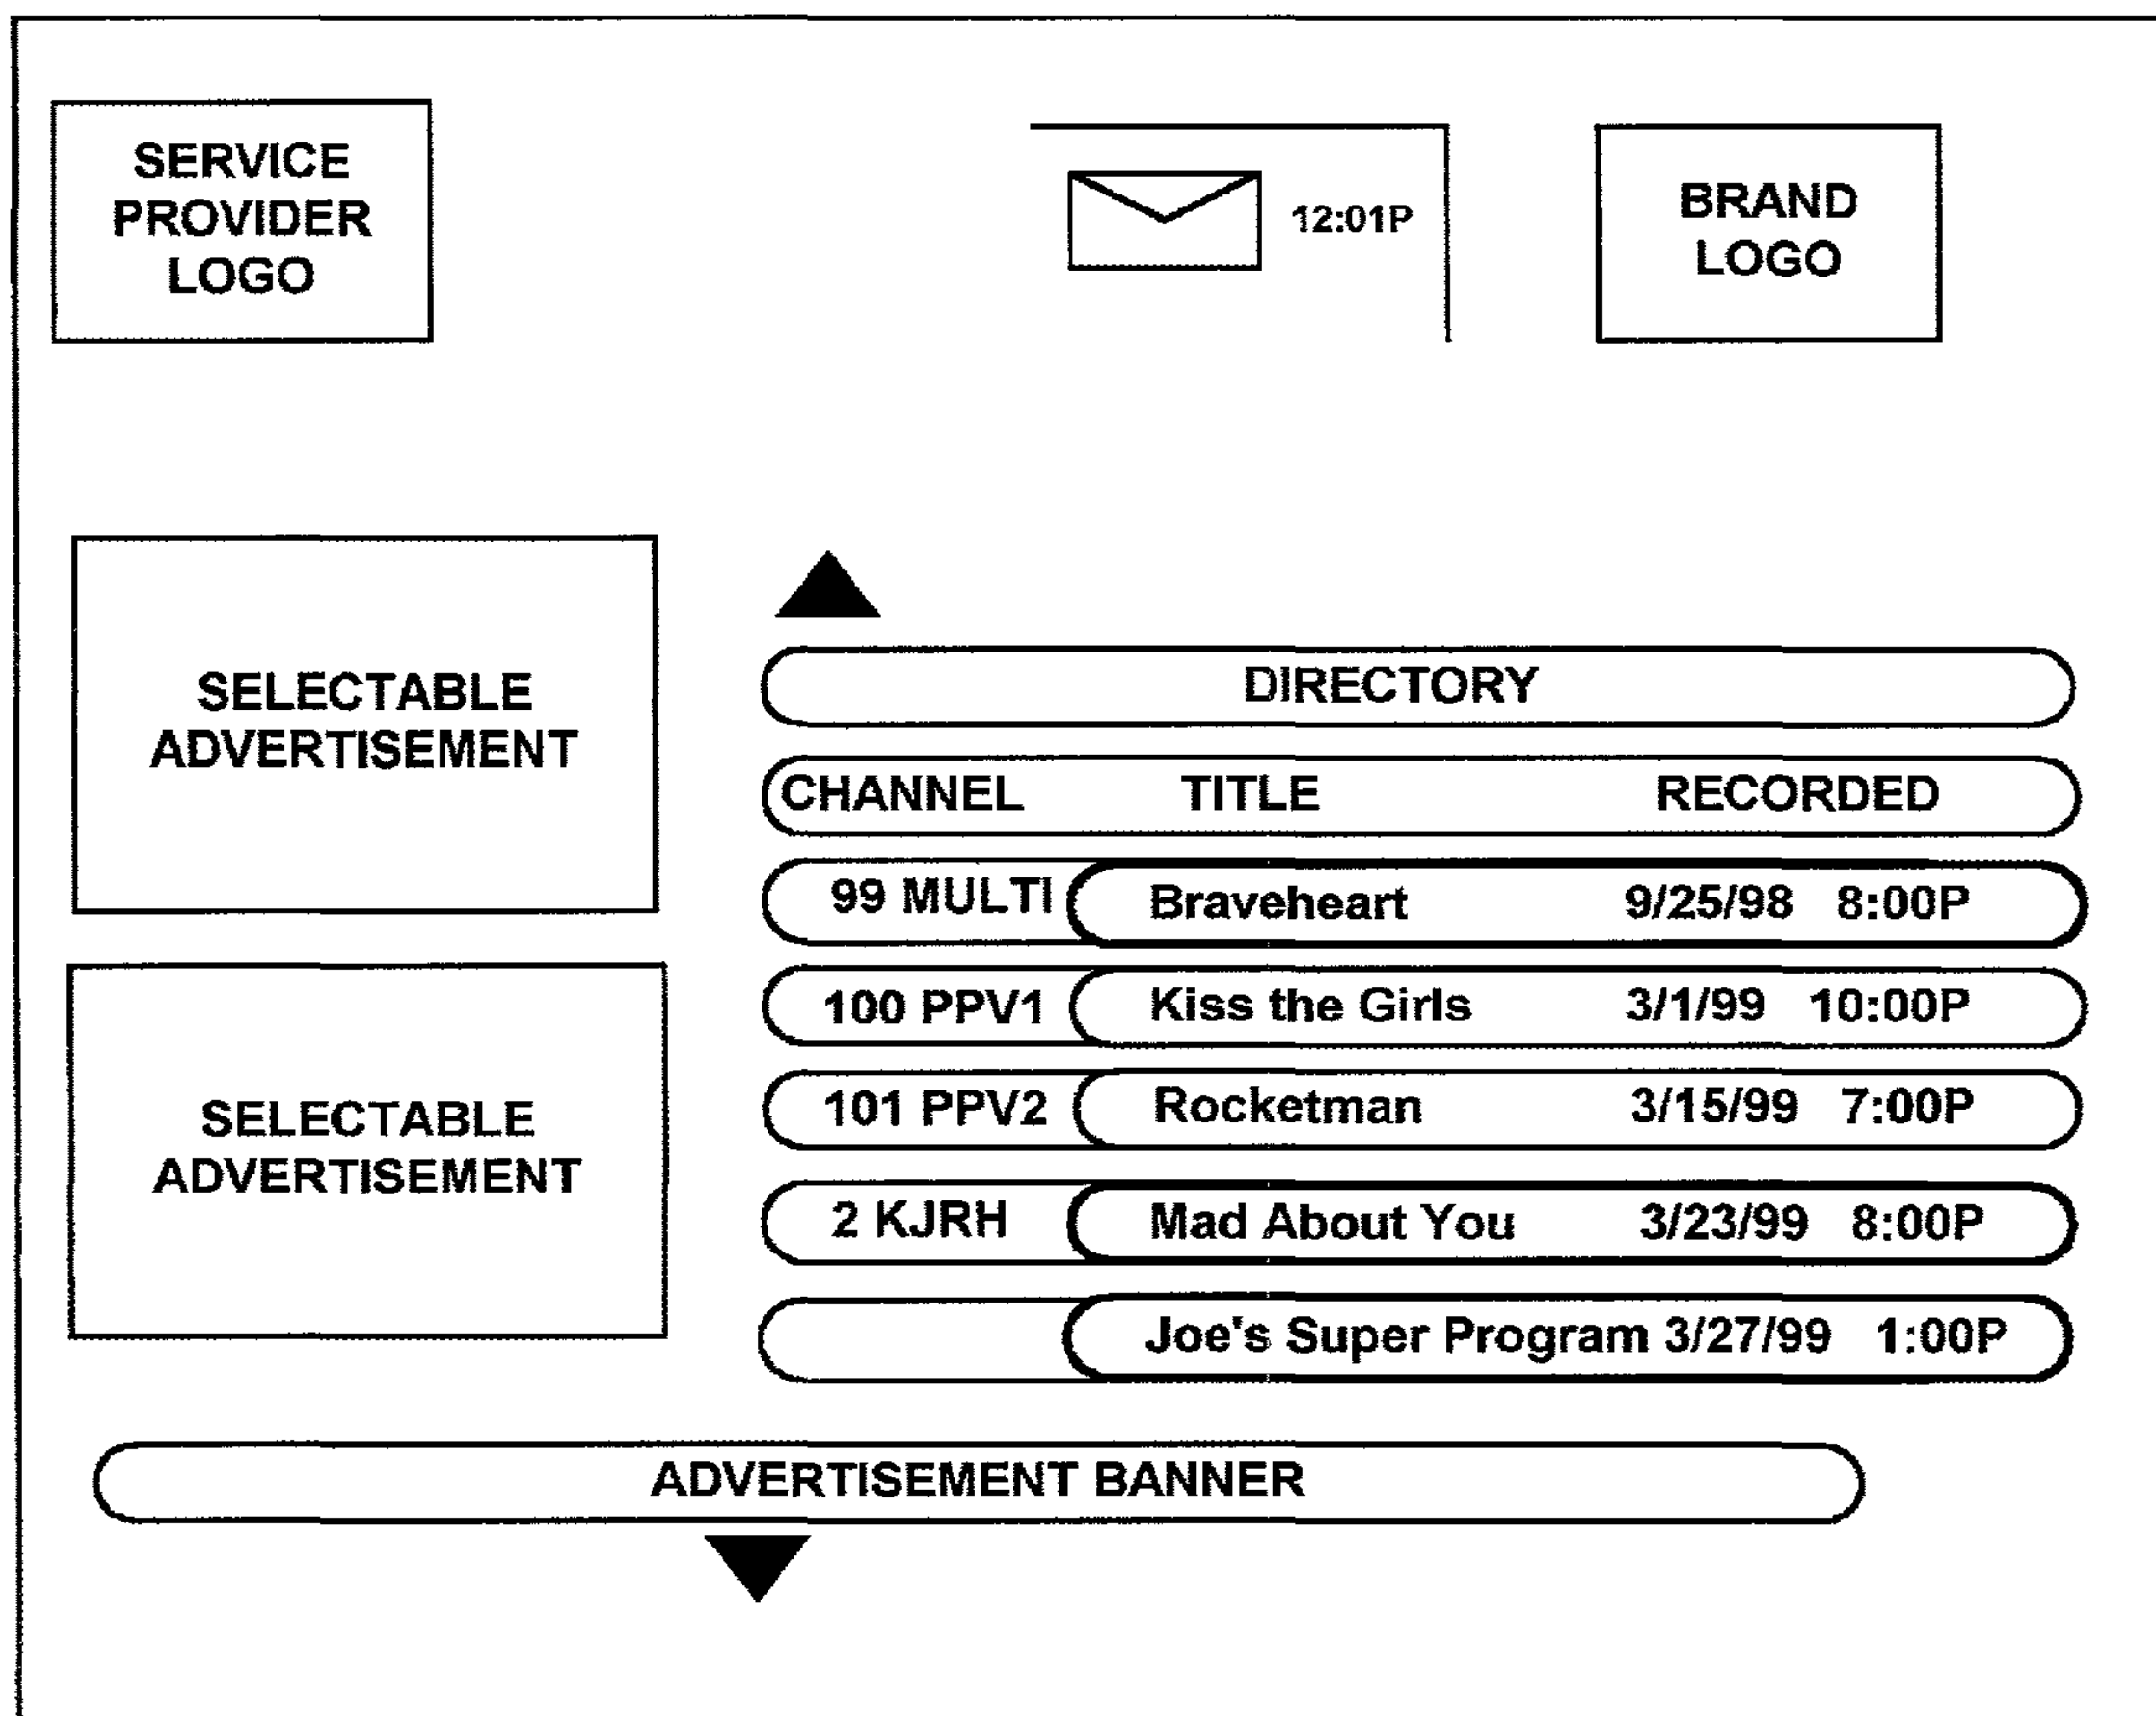 SERVICE
PROVIDER
LOGO
12:01P
BRAND
LOGO
SELECTABLE
ADVERTISEMENT
SELECTABLE
ADVERTISEMENT
DIRECTORY
CHANNEL TITLE RECORDED
99 MULTI Braveheart 9/25/98 8:00P
100 PPV1 Kiss the Girls 3/1/99 10:00P
101 PPV2 Rocketman 3/15/99 7:00P
2 KJRH Mad About You 3/23/99 8:00P
Joe's Super Program 3/27/99 1:00P
ADVERTISEMENT BANNER